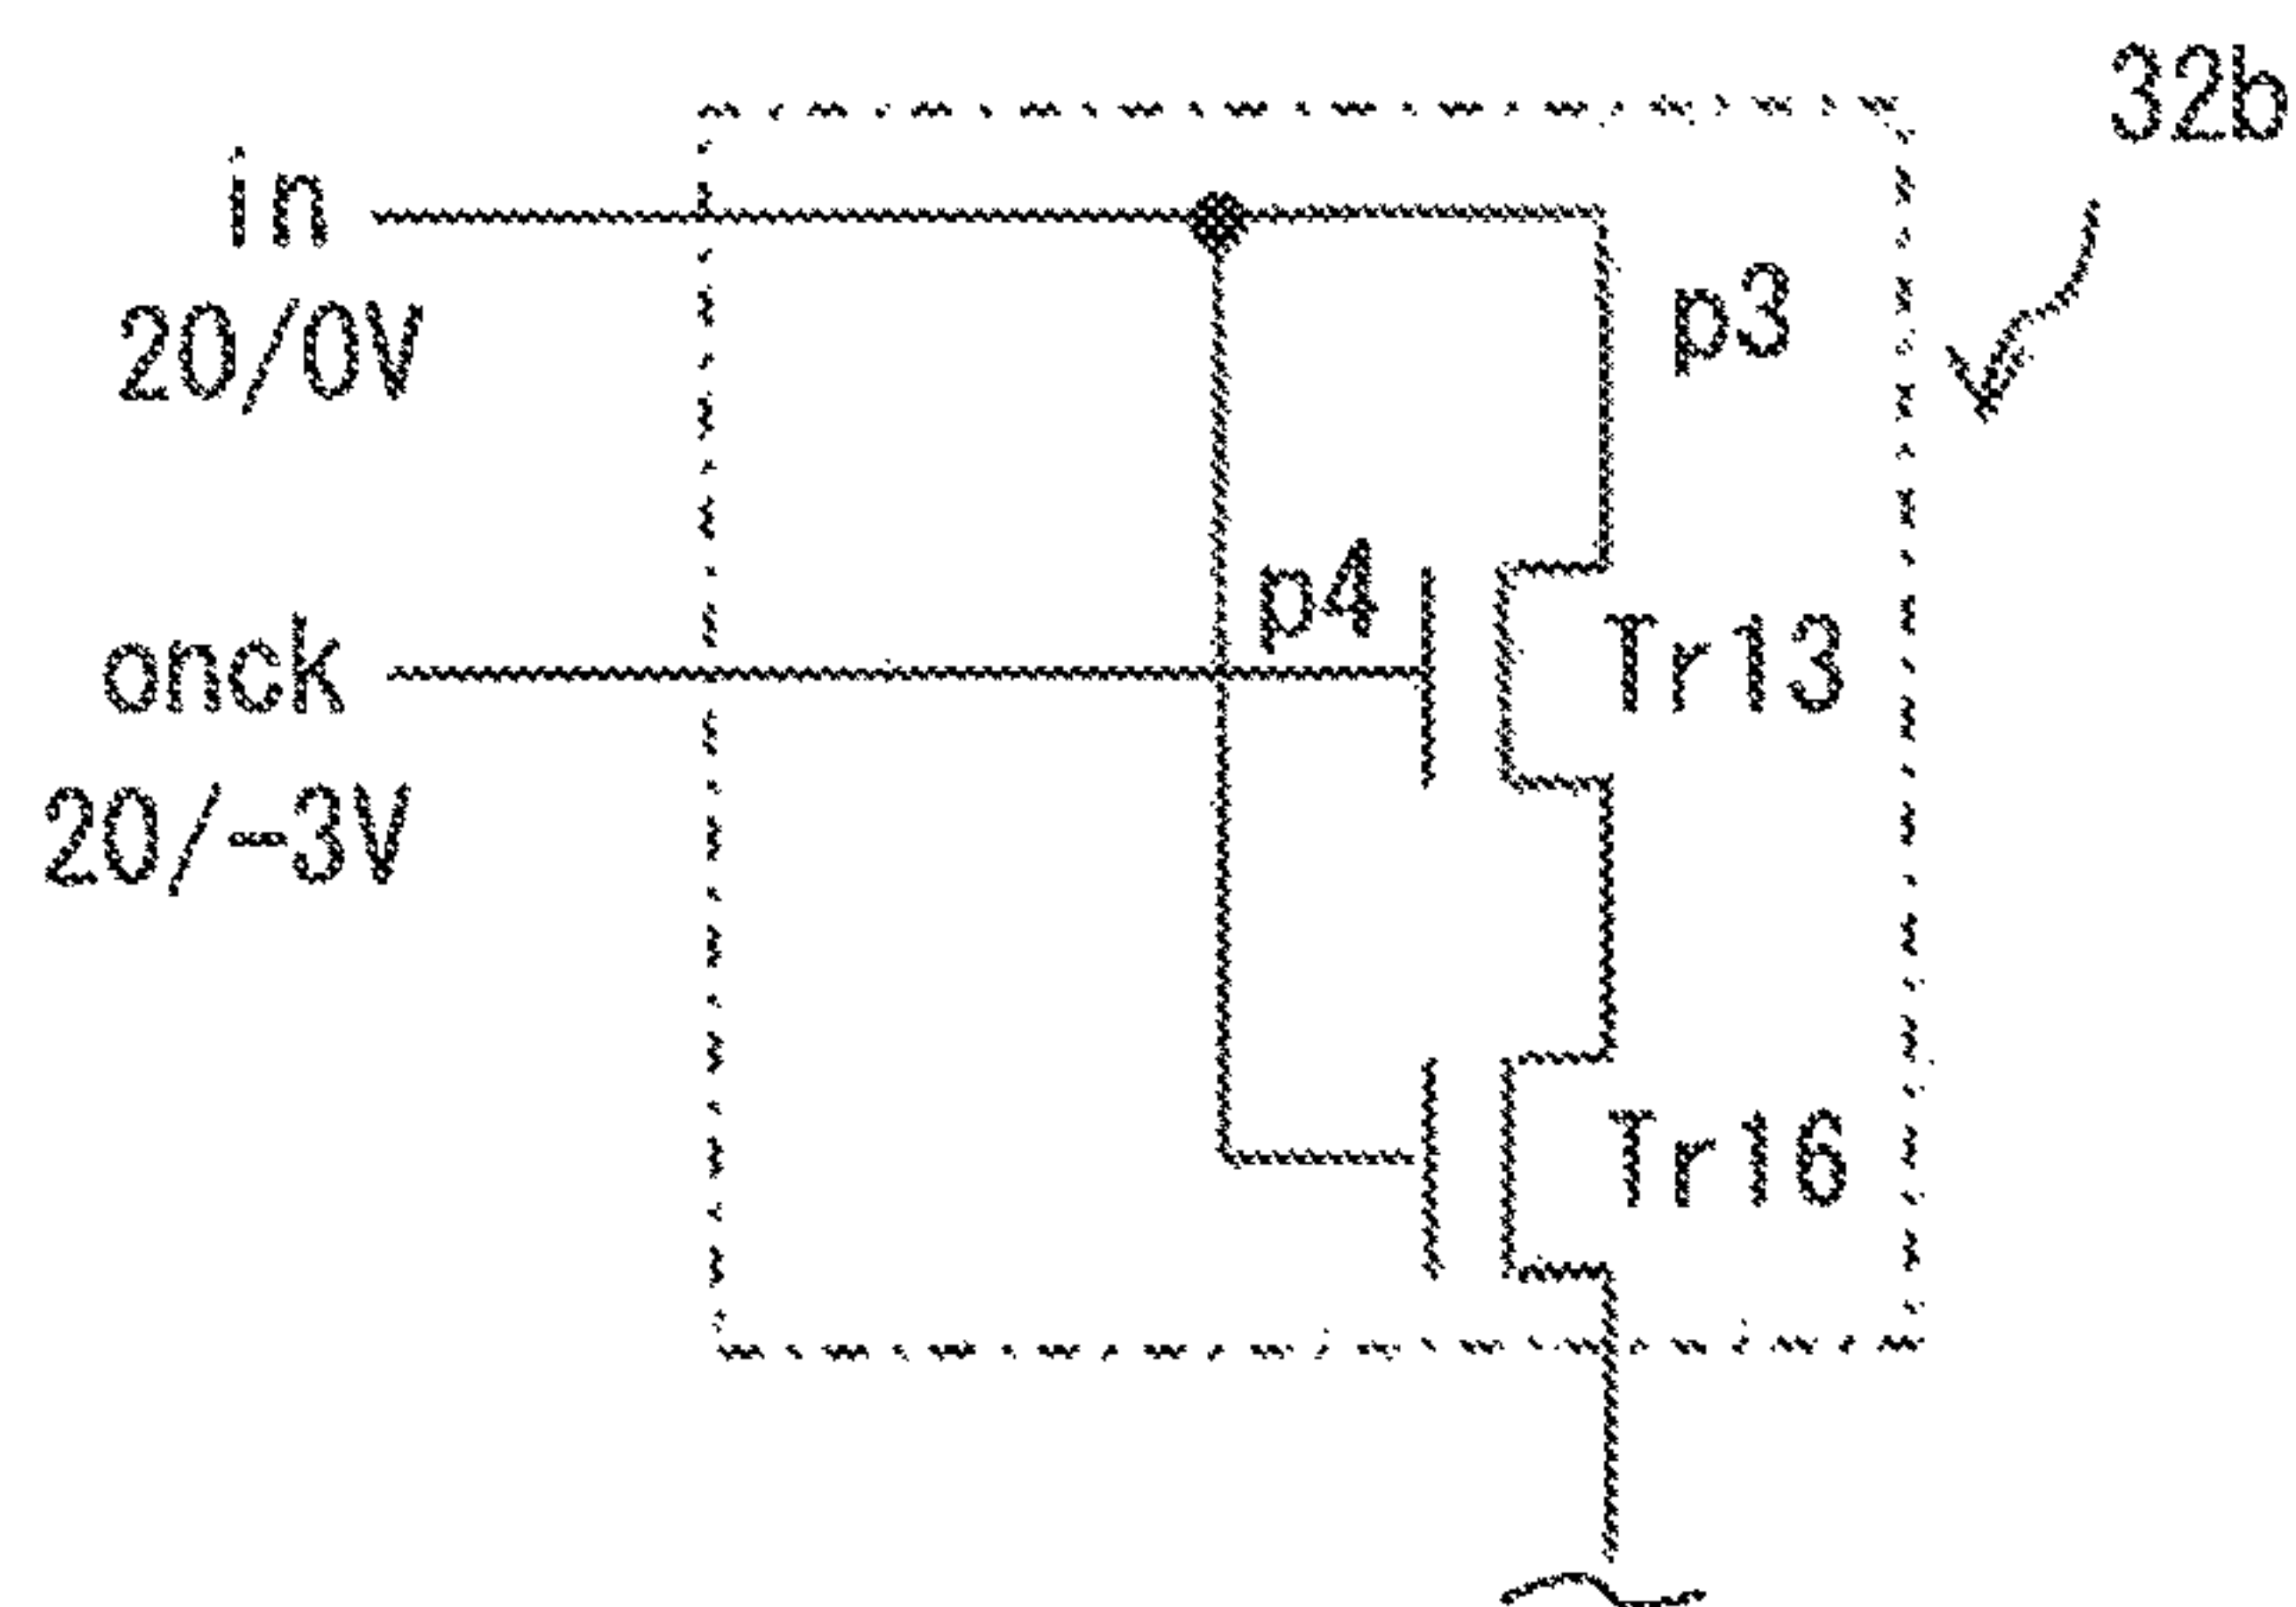 32b
in
20/0V
p3
p4
onck
Tr13
20/-3V
Tr16